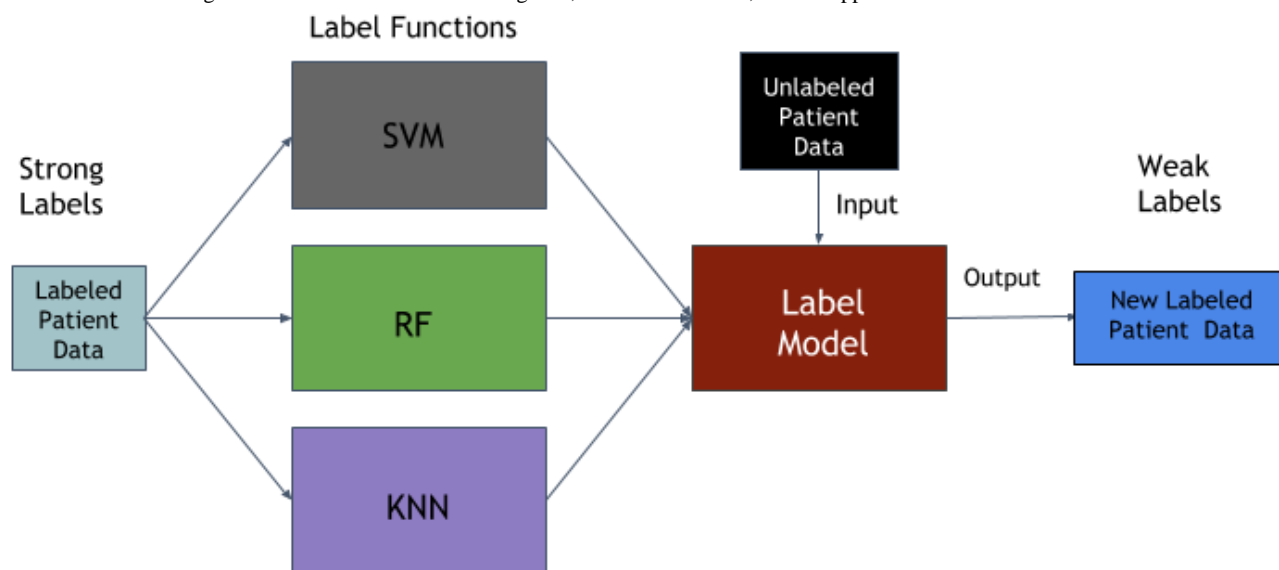 Label Functions
SVM
Unlabeled
Patient
Data
Strong
Labels
Weak
Labels
Input
Labeled
Patient
Data
RF
Label
Model
Output
New Labeled
Patient Data
KNN